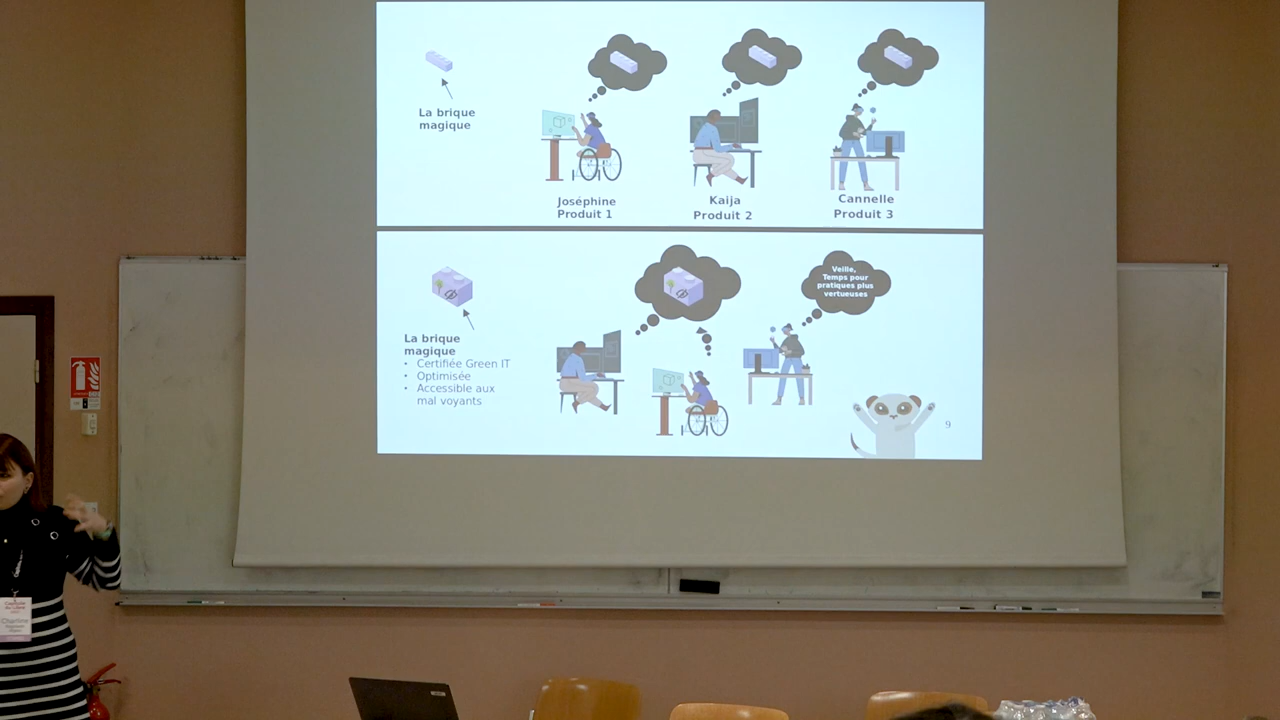 La brique
magique
Joséphine
Produit 1
Kaija
Produit 2
Cannelle
Produit 3
La brique
magique
• Certifiée Green IT
• Optimisée
• Accessible aux
mal voyants
Veille,
Temps pour
pratiques plus
vertueuses
9